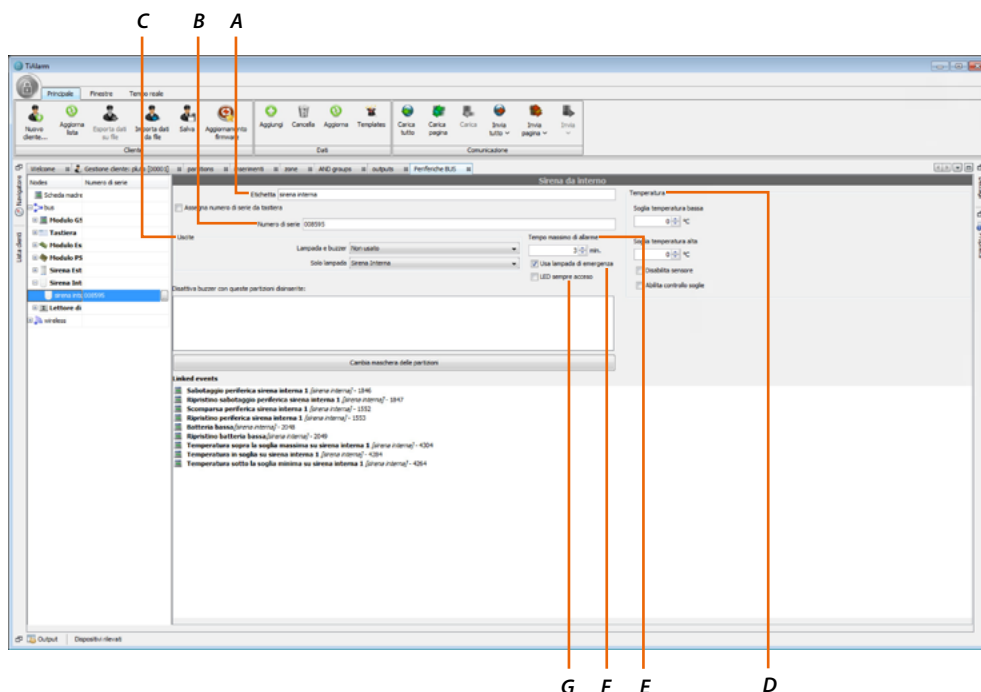 C B A
TiAlarm
Principale Finestre Tempo reale
Nuovo cliente... Aggiorna lista Esporta dati su file Importa dati da file Salva Aggiornamento firmware Aggiungi Cancella Aggiorna Templates Carica tutto Carica pagina Carica Invia tutto Invia pagina Invia
Cliente Dati Comunicazione
Welcome Gestione cliente: pluto [0001] partitions inserimenti zone AND groups outputs Periferiche BUS
Navigatore
Lista clienti
Nodes Numero di serie
Scheda madre
bus
Modulo GS
Tastiera
Modulo Es
Modulo PS
Sirena Est
Sirena Int
sirena inte 008595
Lettore di
wireless
Sirena da interno
Etichetta sirena interna
Assegna numero di serie da tastiera
Numero di serie 008595
Uscite
Lampada e buzzer Non usato
Solo lampada Sirena Interna
Tempo massimo di allarme
3 min.
Usa lampada di emergenza
LED sempre acceso
Temperatura
Soglia temperatura bassa
0 °C
Soglia temperatura alta
0 °C
Disabilita sensore
Abilita controllo soglie
Disattiva buzzer con queste partizioni disinserite:
Cambia maschera delle partizioni
Linked events
Sabotaggio periferica sirena interna 1 [sirena interna] - 1846
Ripristino sabotaggio periferica sirena interna 1 [sirena interna] - 1847
Scomparsa periferica sirena interna 1 [sirena interna] - 1552
Ripristino periferica sirena interna 1 [sirena interna] - 1553
Batteria bassa [sirena interna] - 2048
Ripristino batteria bassa [sirena interna] - 2049
Temperatura sopra la soglia massima su sirena interna 1 [sirena interna] - 4304
Temperatura in soglia su sirena interna 1 [sirena interna] - 4284
Temperatura sotto la soglia minima su sirena interna 1 [sirena interna] - 4264
Output Dispositivi rilevati
G F E D